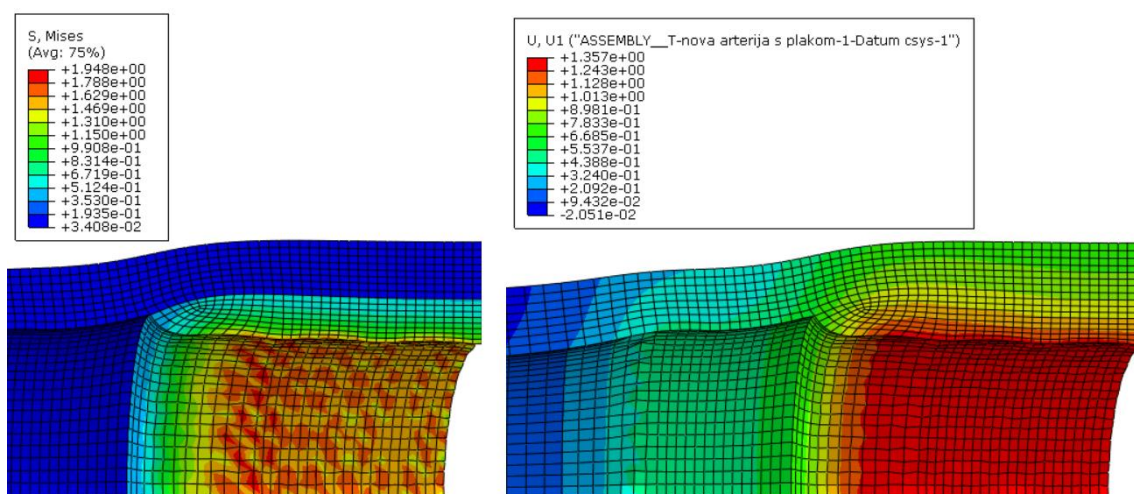 S, Mises
(Avg: 75%)
+1.948e+00
+1.788e+00
+1.629e+00
+1.469e+00
+1.310e+00
+1.150e+00
+9.908e-01
+8.314e-01
+6.719e-01
+5.124e-01
+3.530e-01
+1.935e-01
+3.408e-02
U, U1 ("ASSEMBLY__T-nova arterija s plakom-1-Datum csys-1")
+1.357e+00
+1.243e+00
+1.128e+00
+1.013e+00
+8.981e-01
+7.833e-01
+6.685e-01
+5.537e-01
+4.388e-01
+3.240e-01
+2.092e-01
+9.432e-02
-2.051e-02